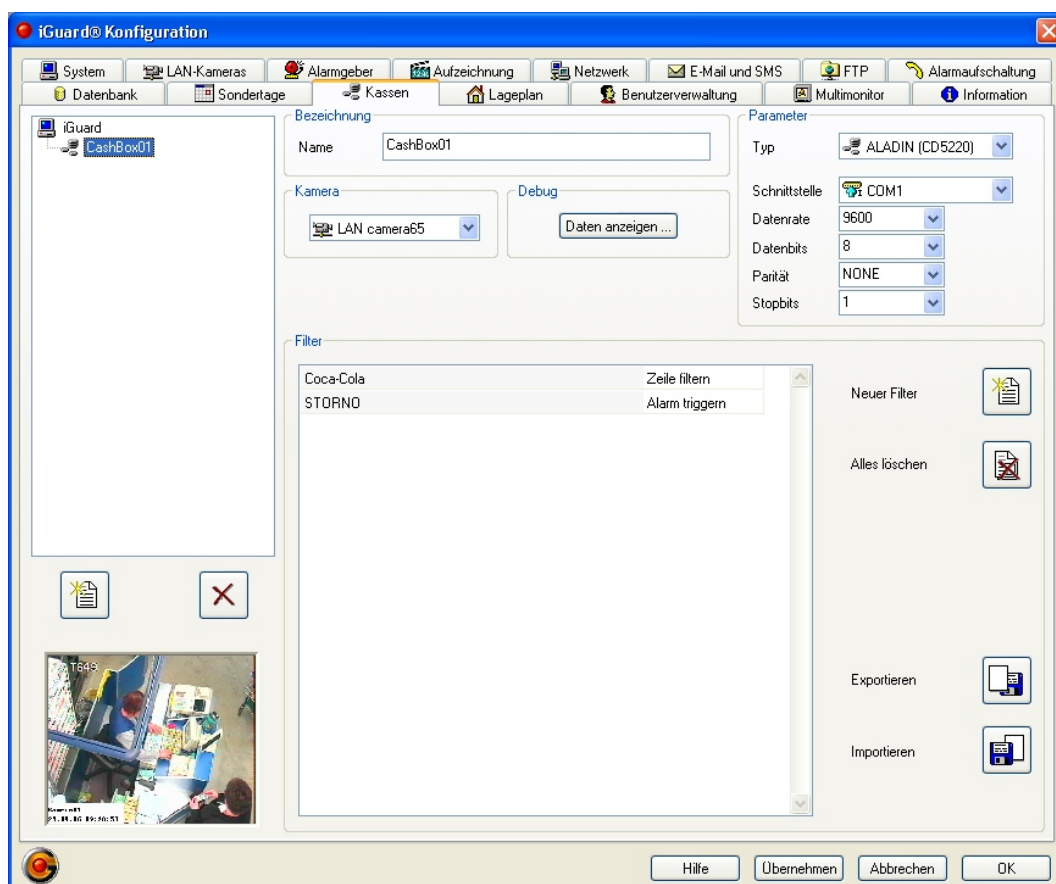 iGuard® Konfiguration
System
LAN-Kameras
Alarmgeber
Aufzeichnung
Netzwerk
E-Mail und SMS
FTP
Alarmaufschaltung
Datenbank
Sondertage
Kassen
Lageplan
Benutzerverwaltung
Multimonitor
Information
iGuard
CashBox01
Bezeichnung
Name
CashBox01
Kamera
LAN camera65
Debug
Daten anzeigen ...
Parameter
Typ
ALADIN (CD5220)
Schnittstelle
COM1
Datenrate
9600
Datenbits
8
Parität
NONE
Stopbits
1
Filter
Coca-Cola Zeile filtern
STORNO Alarm triggern
Neuer Filter
Alles löschen
Exportieren
Importieren
T649
Hilfe
Übernehmen
Abbrechen
OK